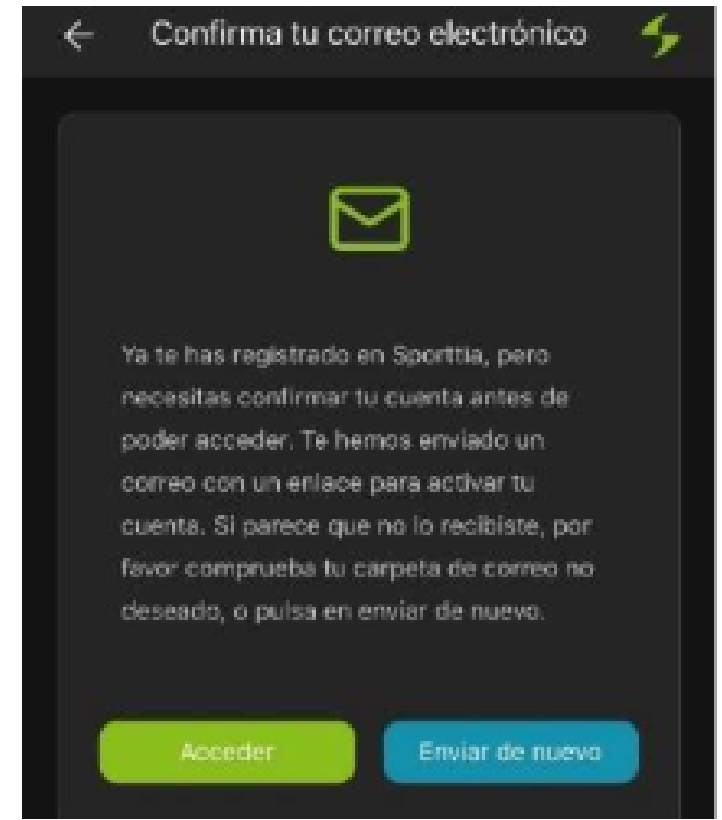 Confirma tu correo electrónico
Ya te has registrado en Sporttia, pero
necesitas confirmar tu cuenta antes de
poder acceder. Te hemos enviado un
correo con un enlace para activar tu
cuenta. Si parece que no lo recibiste, por
favor comprueba tu carpeta de correo no
deseado, o pulsa en enviar de nuevo.
Acceder
Enviar de nuevo